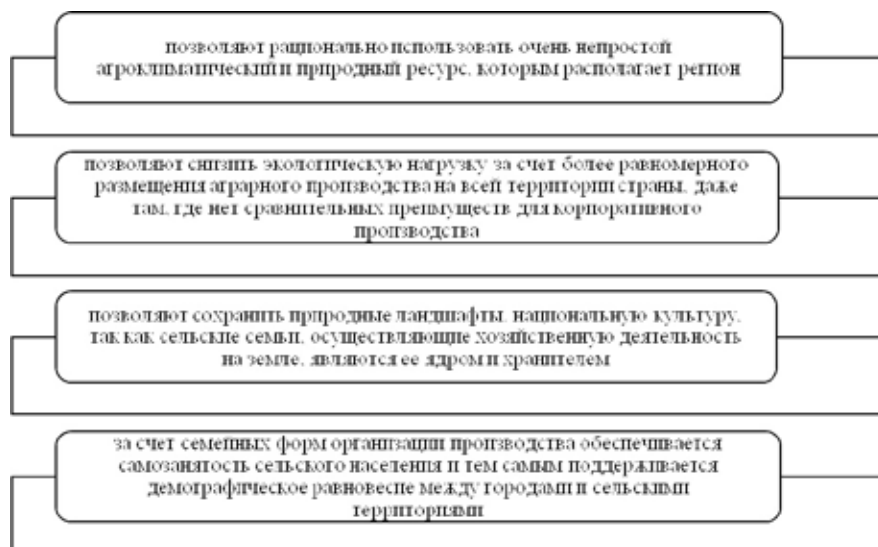 позволяют рационально использовать очень непростой
агроклиматический и природный ресурс, которым располагает регион
позволяют снизить экологическую нагрузку за счет более равномерного
размещения аграрного производства на всей территории страны, даже
там, где нет сравнительных преимуществ для корпоративного
производства
позволяют сохранить природные ландшафты, национальную культуру,
так как сельские семьи, осуществляющие хозяйственную деятельность
на земле, являются ее ядром и хранителем
за счет семейных форм организации производства обеспечивается
самозанятость сельского населения и тем самым поддерживается
демографическое равновесие между городами и сельскими
территориями